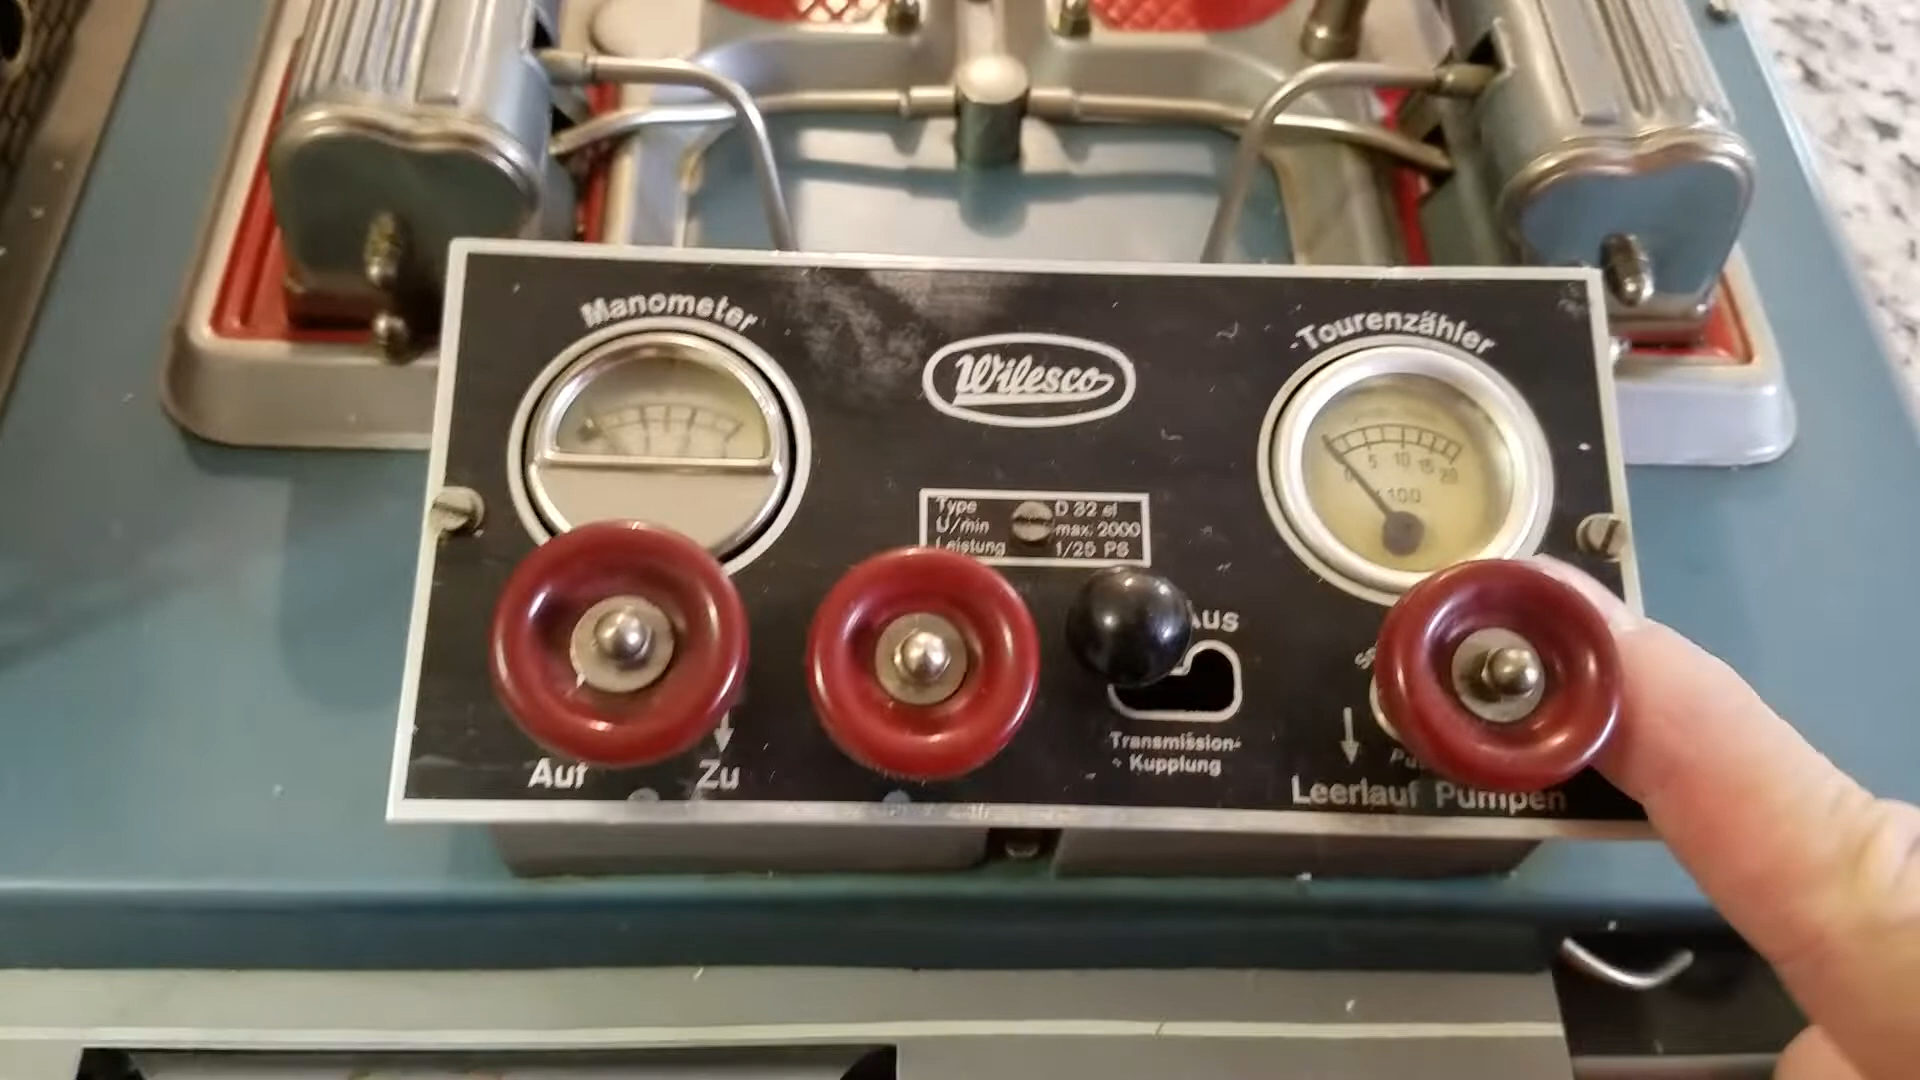 Manometer
Wilesco
Tourenzähler
0 5 10 15 20
100
Type D 32 el
U/min max. 2000
Leistung 1/25 PS
Aus
Transmission-
Kupplung
Auf Zu
Leerlauf Pumpen